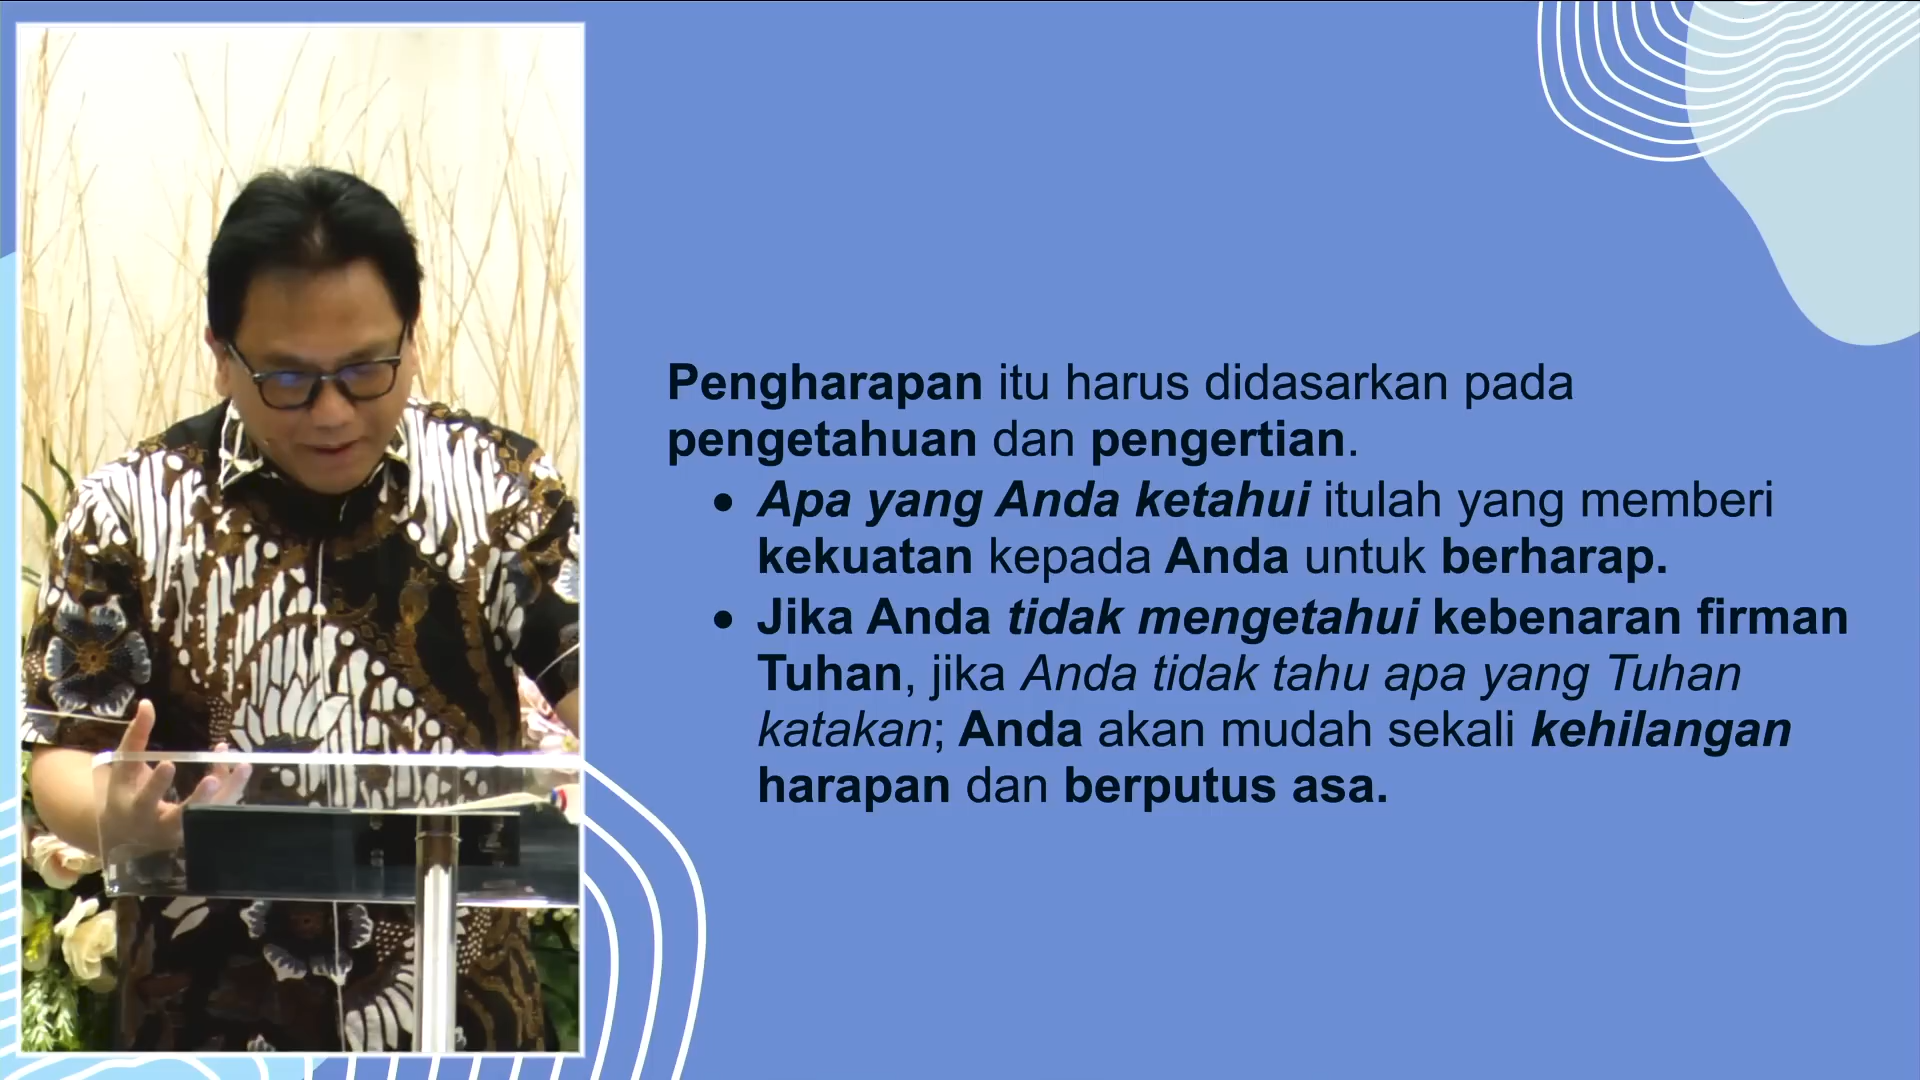 Pengharapan itu harus didasarkan pada
pengetahuan dan pengertian.
• Apa yang Anda ketahui itulah yang memberi
kekuatan kepada Anda untuk berharap.
• Jika Anda tidak mengetahui kebenaran firman
Tuhan, jika Anda tidak tahu apa yang Tuhan
katakan; Anda akan mudah sekali kehilangan
harapan dan berputus asa.